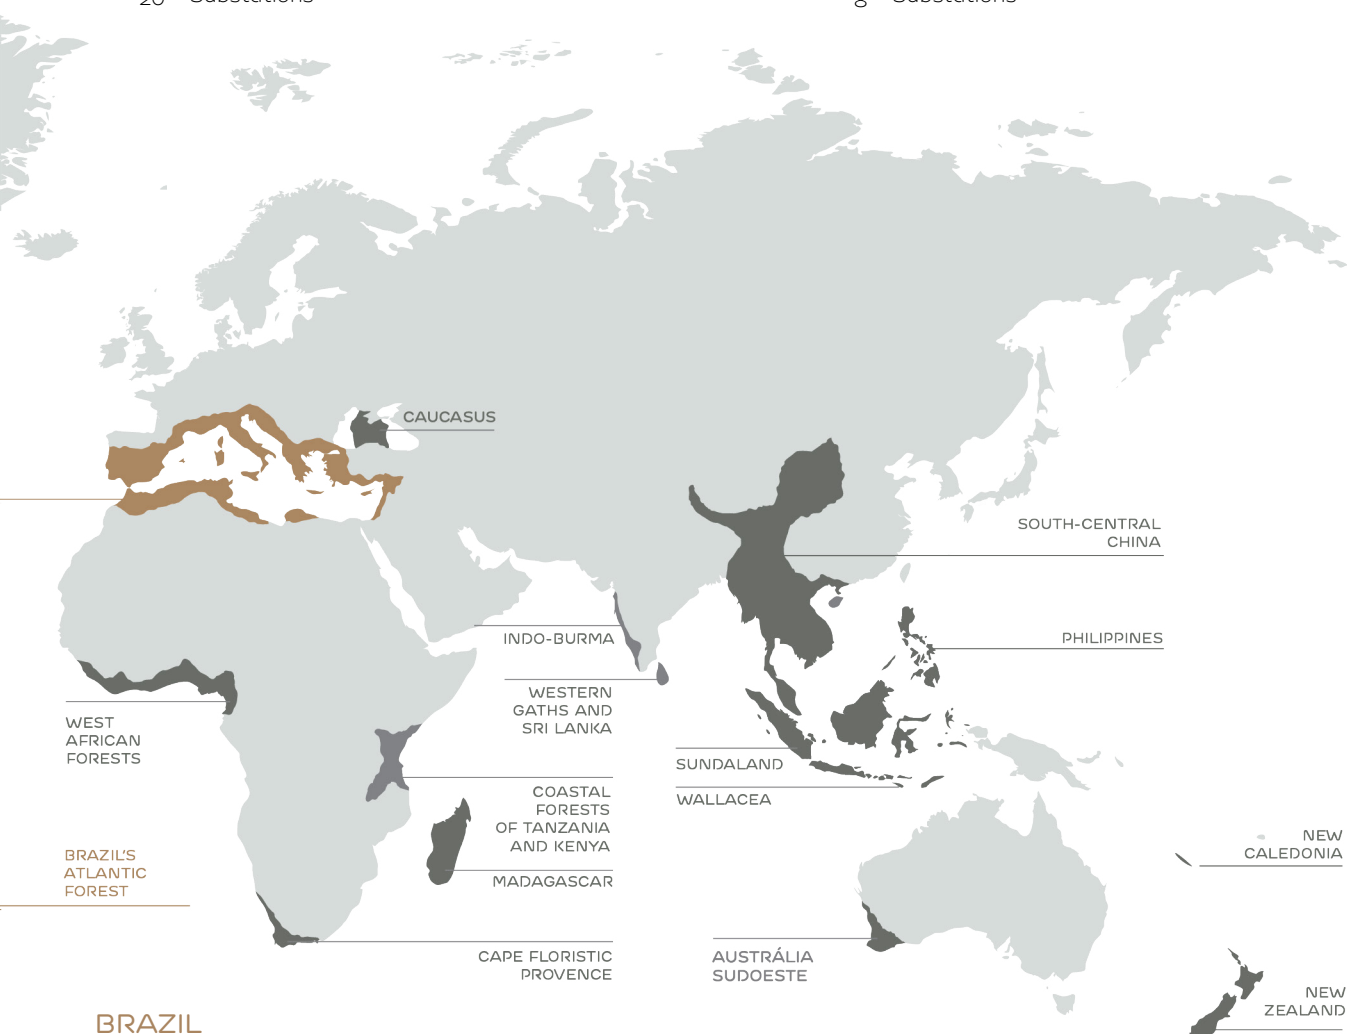 CAUCASUS
SOUTH-CENTRAL
CHINA
INDO-BURMA
PHILIPPINES
WESTERN
GATHS AND
SRI LANKA
WEST
AFRICAN
FORESTS
SUNDALAND
WALLACEA
COASTAL
FORESTS
OF TANZANIA
AND KENYA
NEW
CALEDONIA
BRAZIL'S
ATLANTIC
FOREST
MADAGASCAR
CAPE FLORISTIC
PROVENCE
AUSTRÁLIA
SUDOESTE
NEW
ZEALAND
BRAZIL